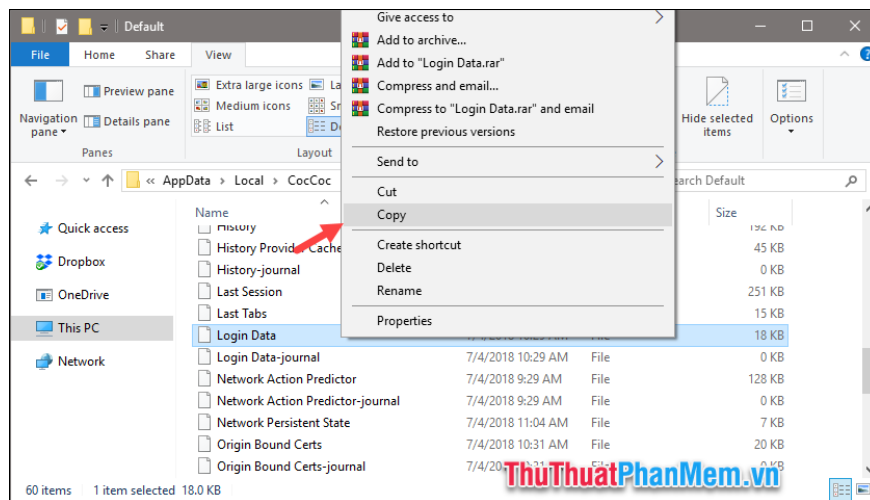 Default
File Home Share View
Preview pane
Details pane
Navigation pane
Panes
Extra large icons
Medium icons
List
Layout
Hide selected items
Options
Give access to
Add to archive...
Add to "Login Data.rar"
Compress and email...
Compress to "Login Data.rar" and email
Restore previous versions
Send to
Cut
Copy
Create shortcut
Delete
Rename
Properties
« AppData > Local > CocCoc
Default
Quick access
Dropbox
OneDrive
This PC
Network
Name Size
History 192 KB
History Provider Cache 45 KB
History-journal 0 KB
Last Session 251 KB
Last Tabs 15 KB
Login Data 18 KB
Login Data-journal 7/4/2018 10:29 AM File 0 KB
Network Action Predictor 7/4/2018 9:29 AM File 128 KB
Network Action Predictor-journal 7/4/2018 9:29 AM File 0 KB
Network Persistent State 7/4/2018 11:04 AM File 7 KB
Origin Bound Certs 7/4/2018 10:31 AM File 20 KB
Origin Bound Certs-journal
ThuThuatPhanMem.vn
60 items 1 item selected 18.0 KB